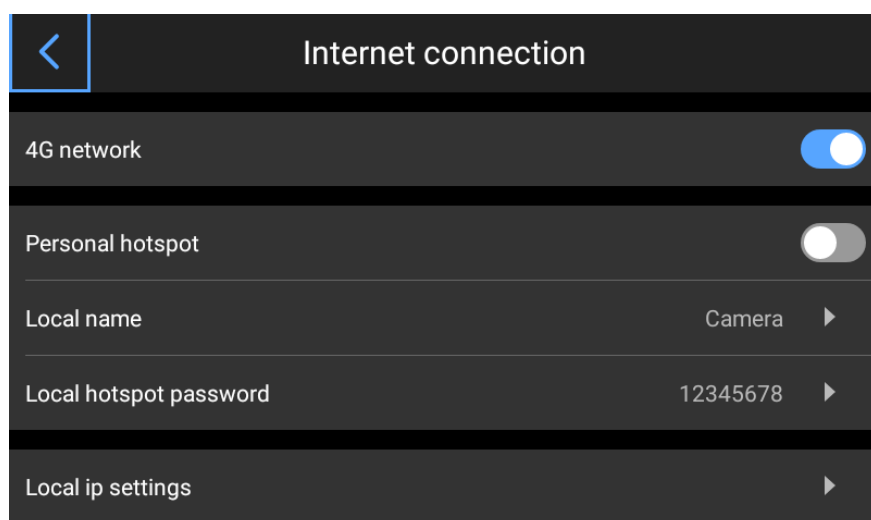 Internet connection
4G network
Personal hotspot
Local name Camera
Local hotspot password 12345678
Local ip settings